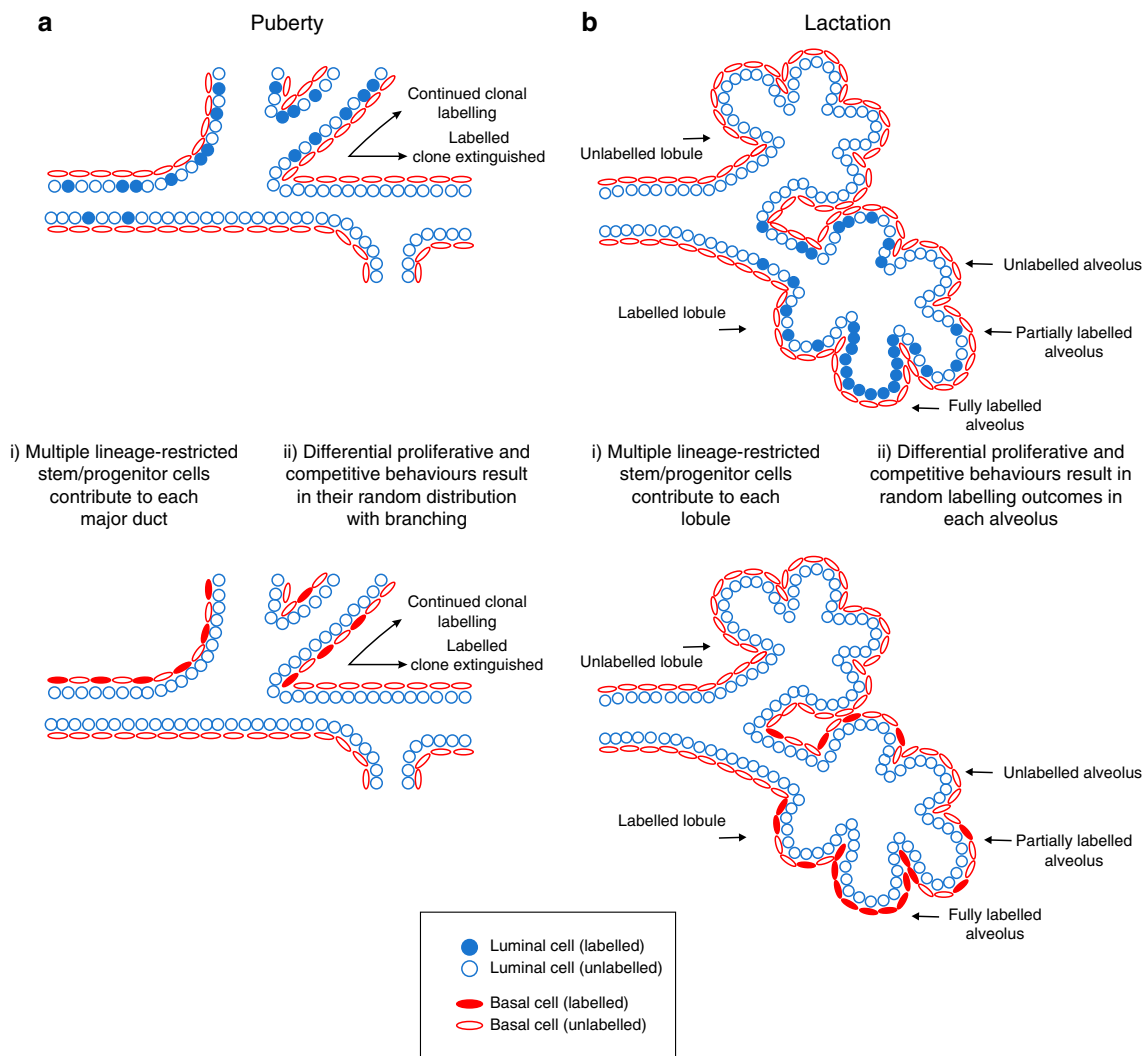 a
Puberty
Continued clonal
labelling
Labelled
clone extinguished
i) Multiple lineage-restricted
stem/progenitor cells
contribute to each
major duct
ii) Differential proliferative and
competitive behaviours result
in their random distribution
with branching
Continued clonal
labelling
Labelled
clone extinguished
b
Lactation
Unlabelled lobule
Labelled lobule
Unlabelled alveolus
Partially labelled
alveolus
Fully labelled
alveolus
i) Multiple lineage-restricted
stem/progenitor cells
contribute to each
lobule
ii) Differential proliferative and
competitive behaviours result in
random labelling outcomes in
each alveolus
Unlabelled lobule
Labelled lobule
Unlabelled alveolus
Partially labelled
alveolus
Fully labelled
alveolus
Luminal cell (labelled)
Luminal cell (unlabelled)
Basal cell (labelled)
Basal cell (unlabelled)